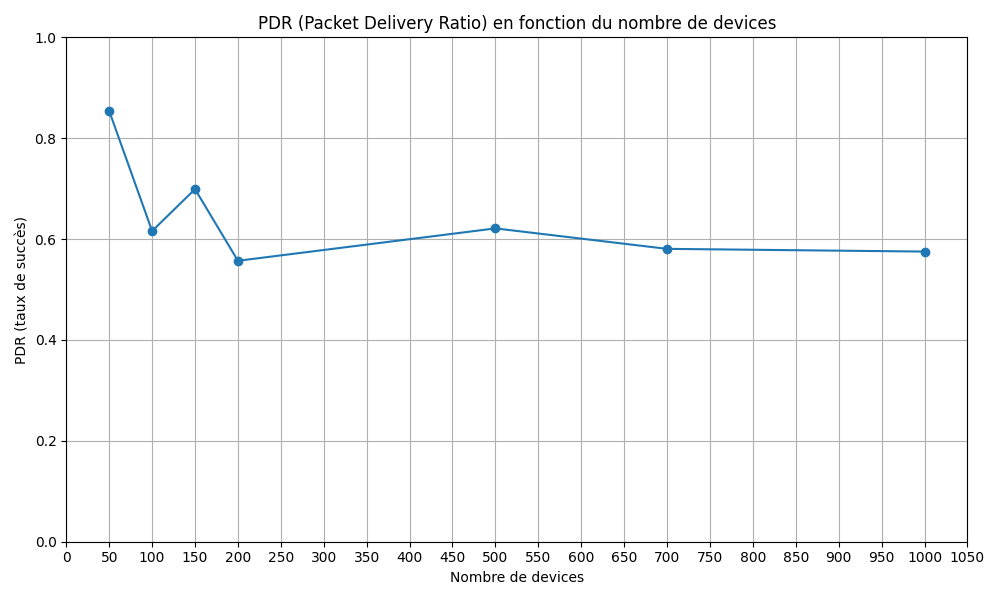 PDR (Packet Delivery Ratio) en fonction du nombre de devices
1.0
0.8
0.6
0.4
0.2
0.0
PDR (taux de succès)
0 50 100 150 200 250 300 350 400 450 500 550 600 650 700 750 800 850 900 950 1000 1050
Nombre de devices